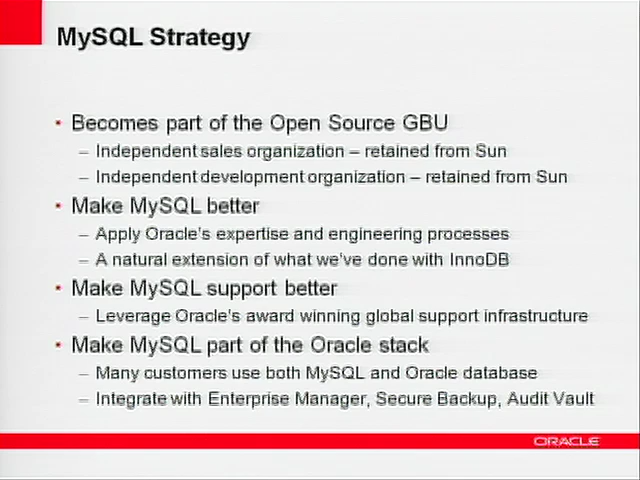 MySQL Strategy
• Becomes part of the Open Source GBU
– Independent sales organization – retained from Sun
– Independent development organization – retained from Sun
• Make MySQL better
– Apply Oracle's expertise and engineering processes
– A natural extension of what we've done with InnoDB
• Make MySQL support better
– Leverage Oracle's award winning global support infrastructure
• Make MySQL part of the Oracle stack
– Many customers use both MySQL and Oracle database
– Integrate with Enterprise Manager, Secure Backup, Audit Vault
ORACLE